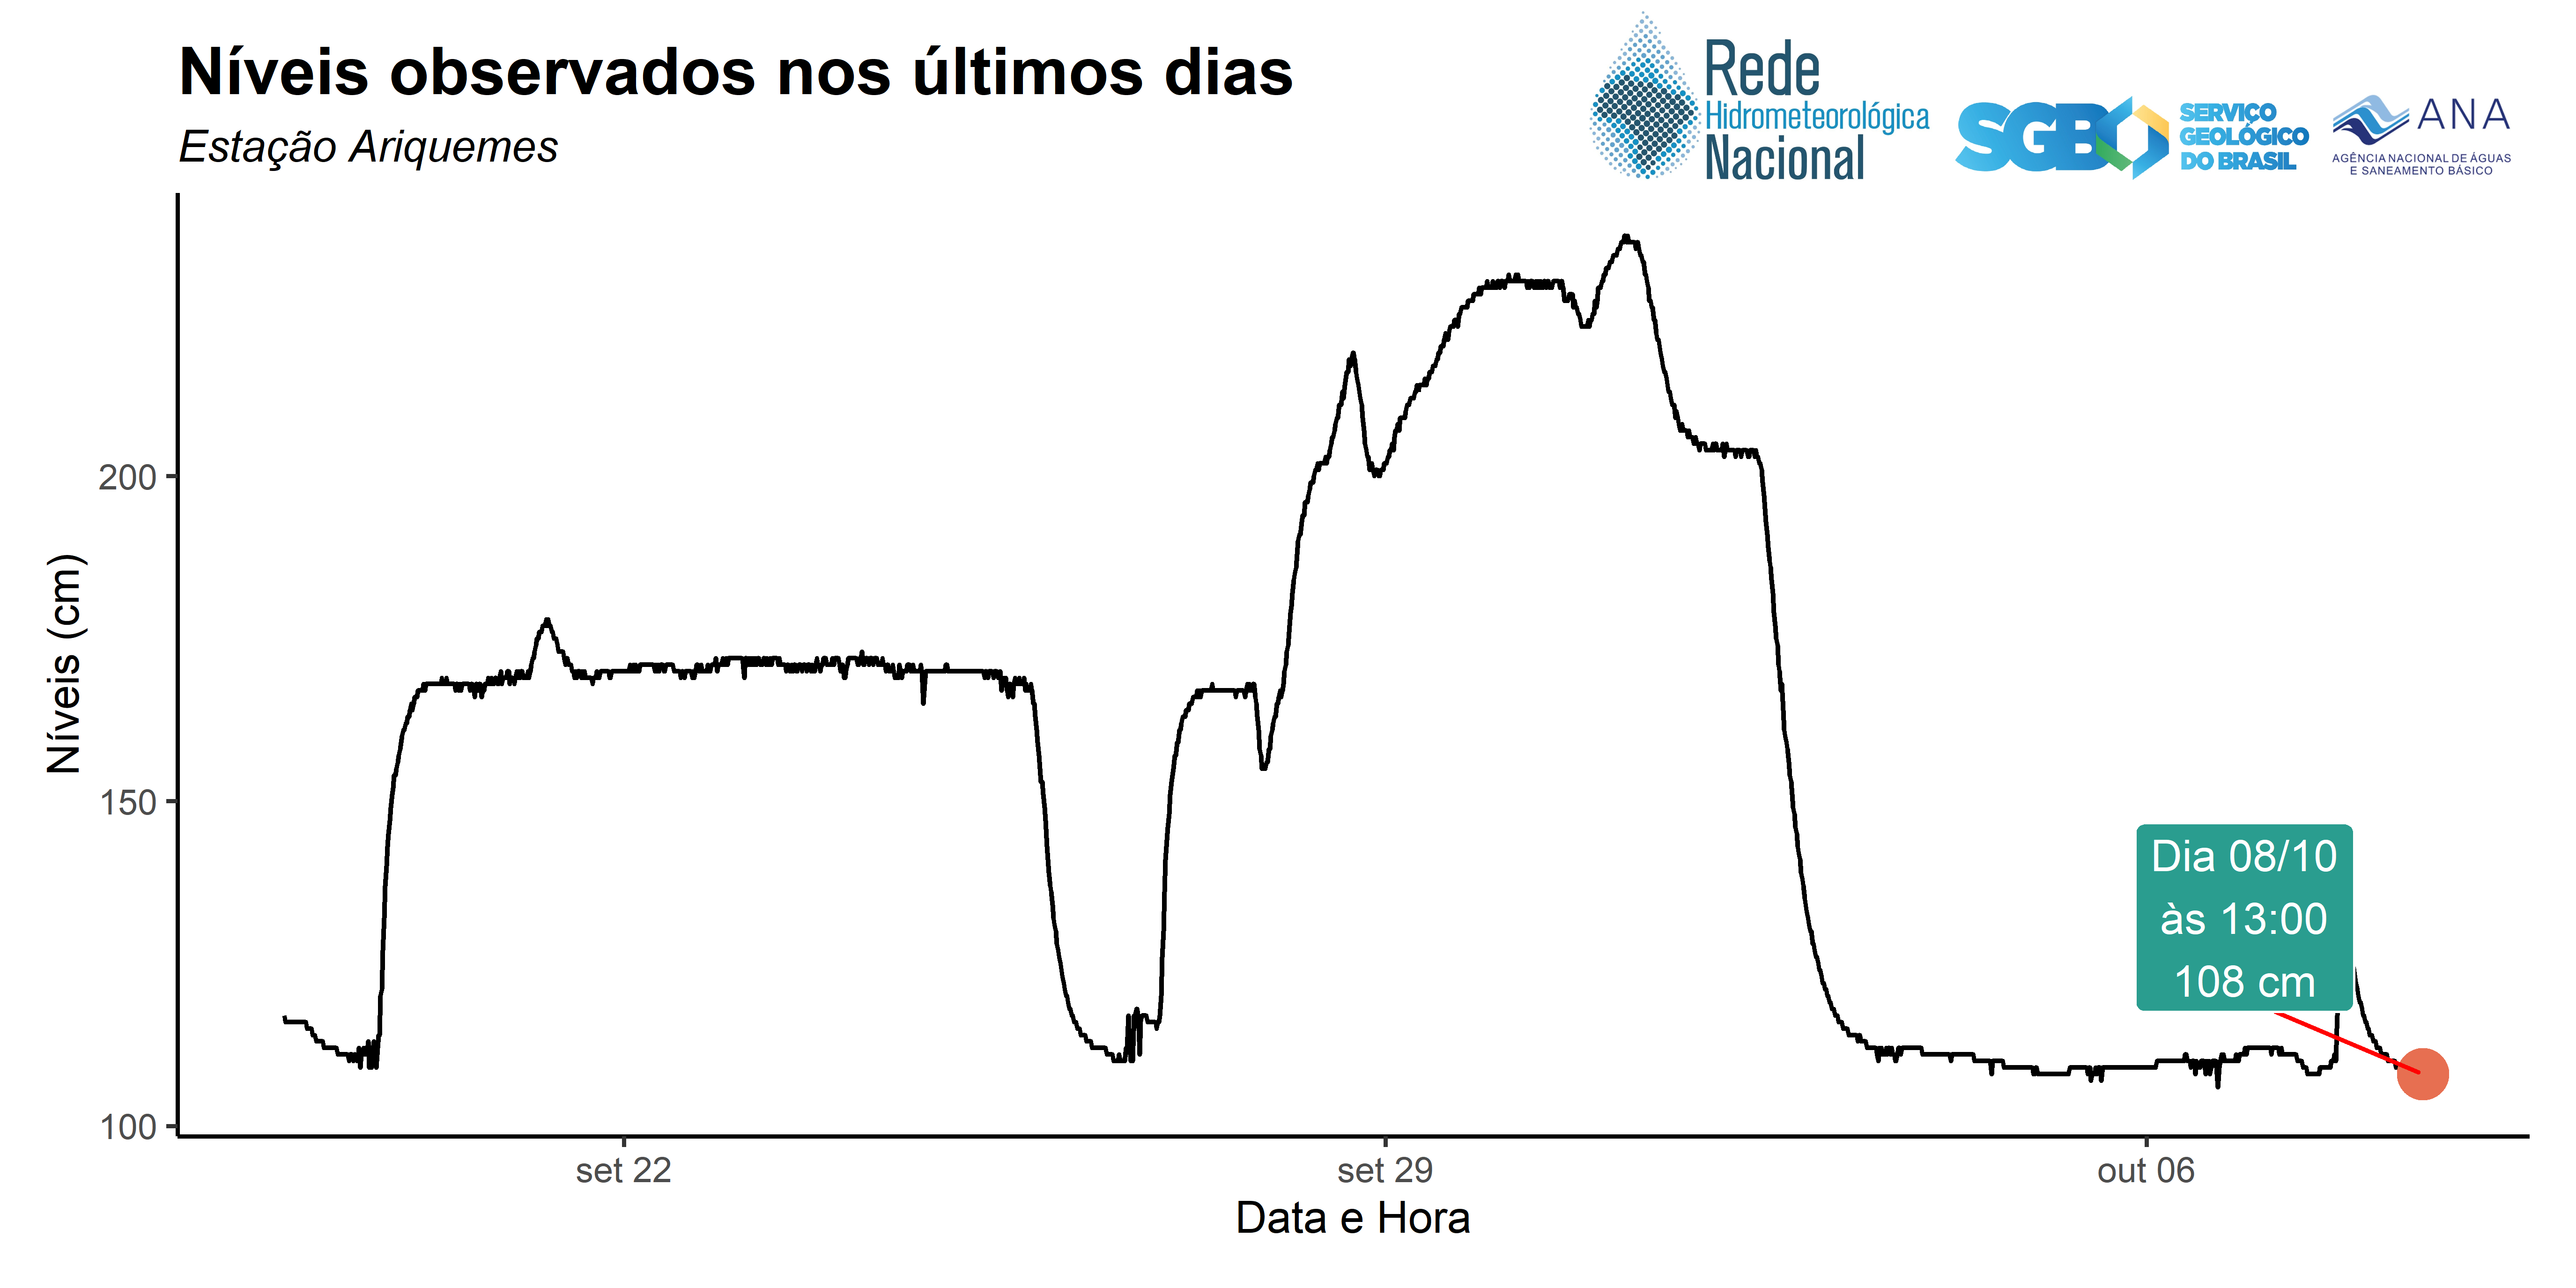 Níveis observados nos últimos dias
Estação Ariquemes
Rede
Hidrometeorológica
Nacional
SGB
SERVIÇO
GEOLÓGICO
DO BRASIL
ANA
AGÊNCIA NACIONAL DE ÁGUAS
E SANEAMENTO BÁSICO
Níveis (cm)
200
150
100
Dia 08/10
às 13:00
108 cm
set 22
set 29
out 06
Data e Hora